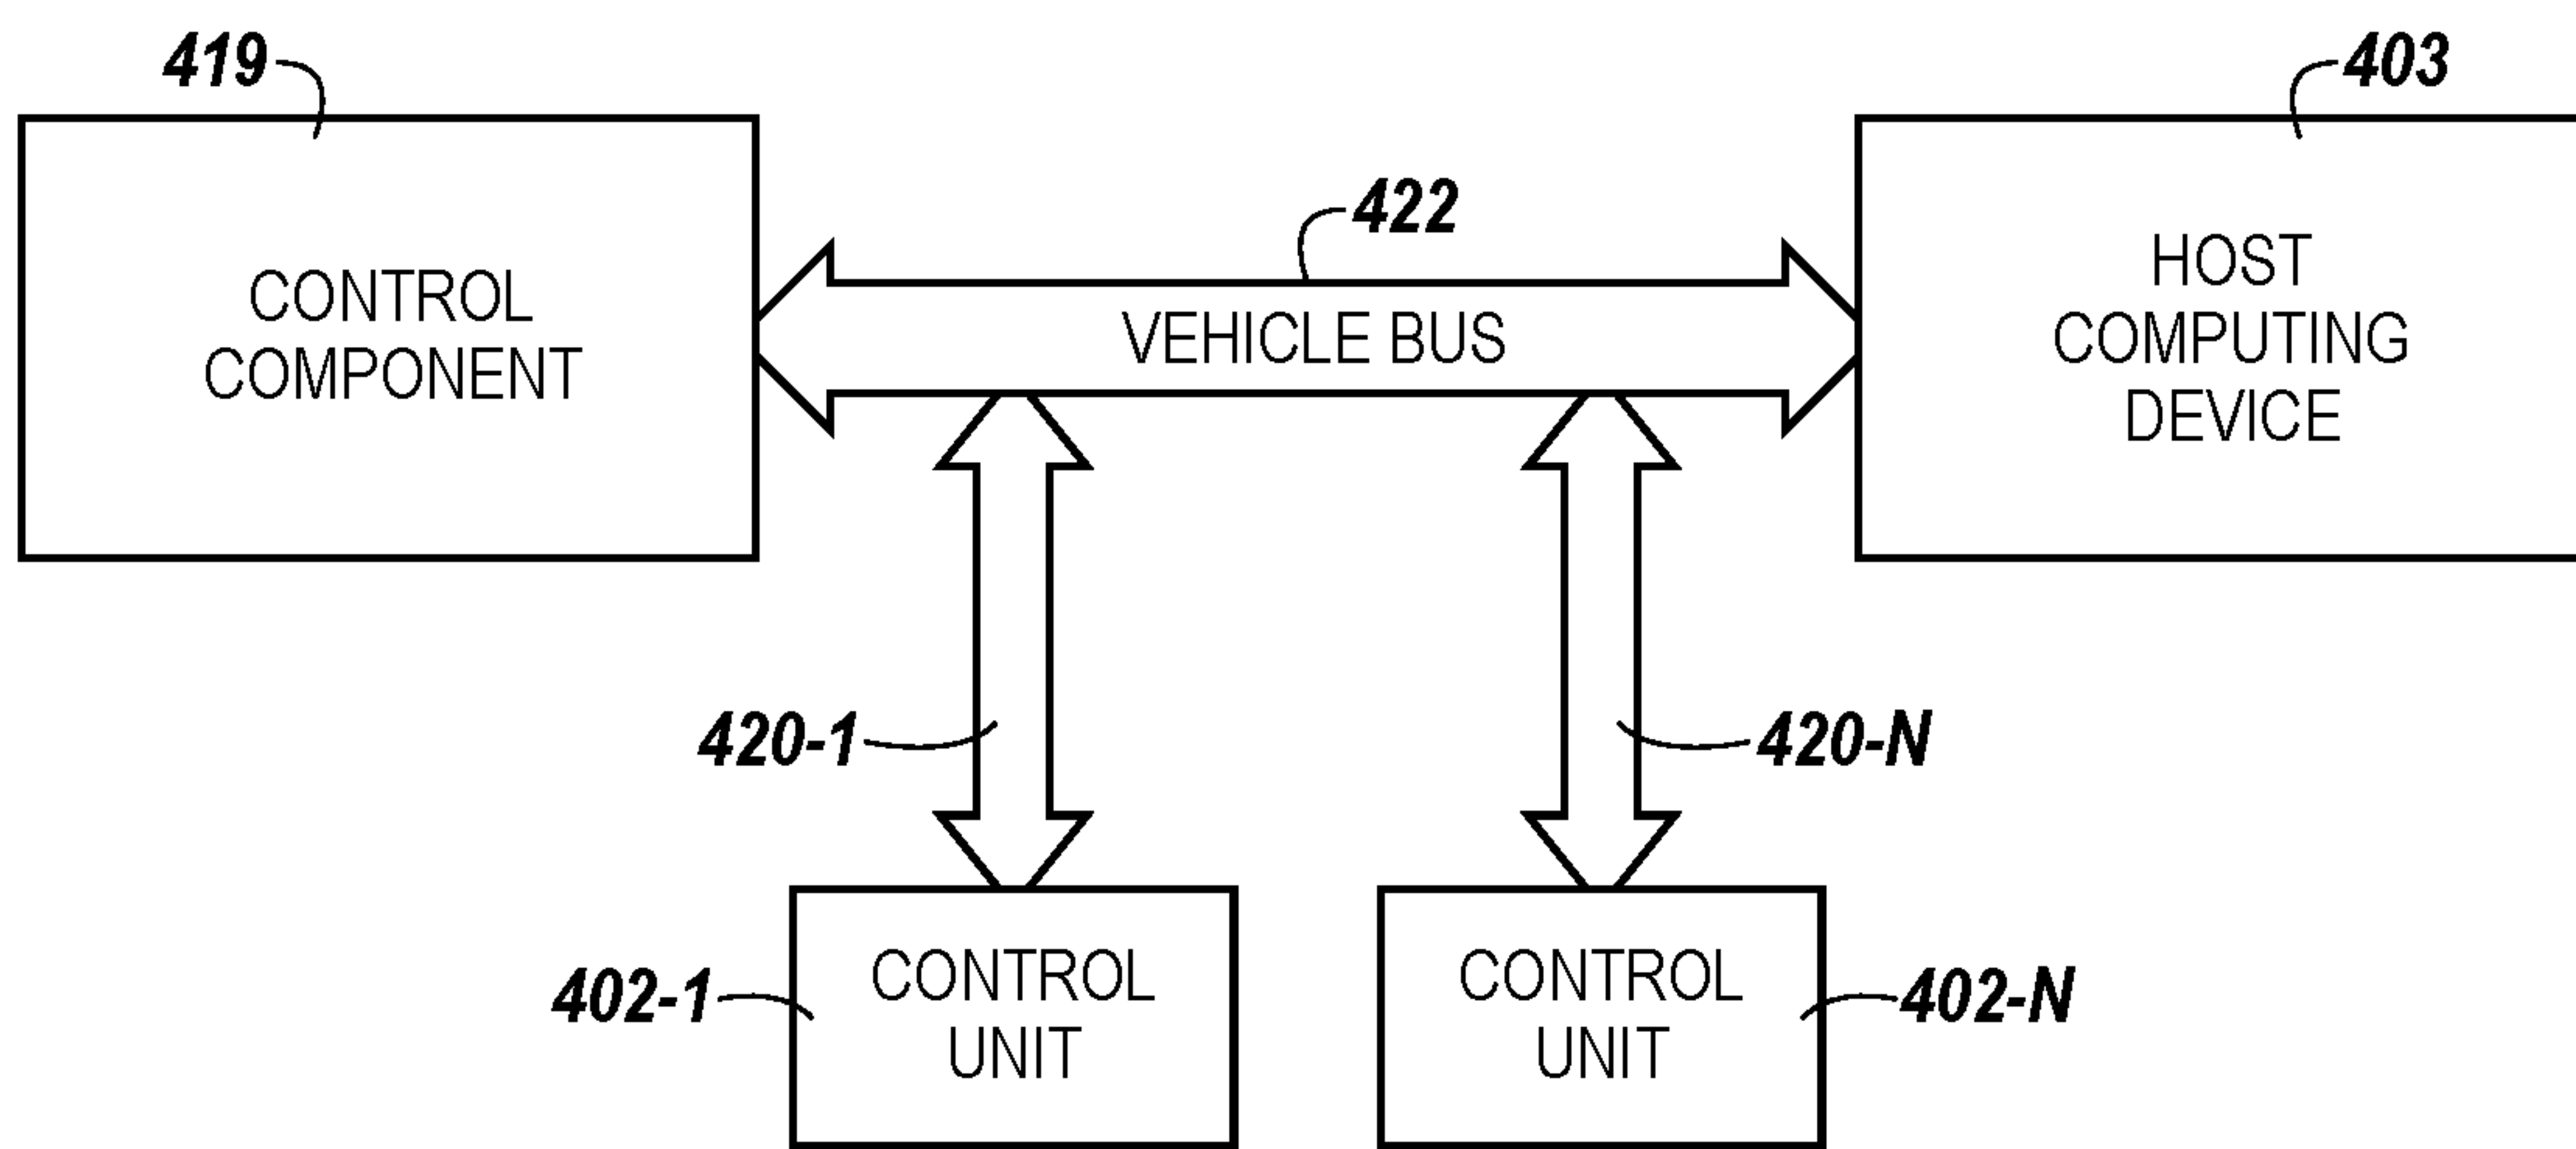 419
403
422
CONTROL
COMPONENT
VEHICLE BUS
HOST
COMPUTING
DEVICE
420-1
420-N
402-1
CONTROL
UNIT
CONTROL
UNIT
402-N